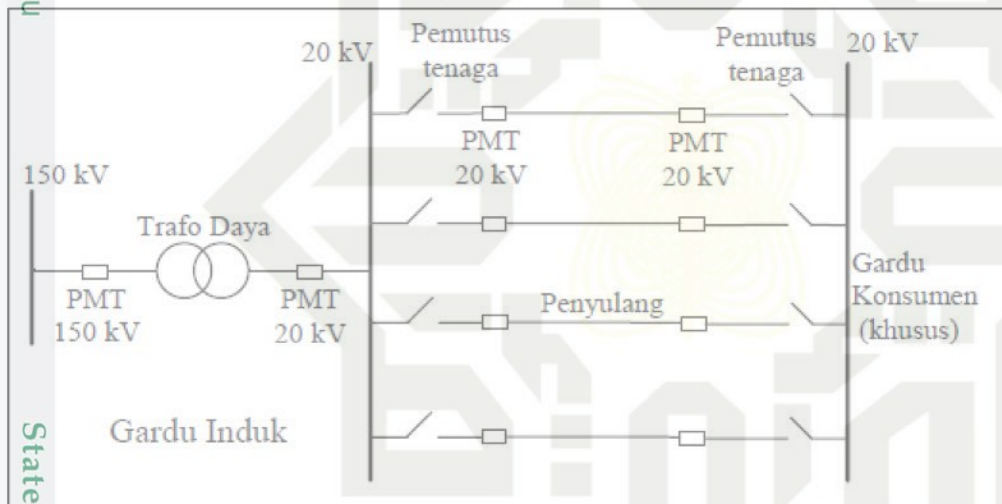 u
State
20 kV
Pemutus
tenaga
Pemutus
tenaga
20 kV
PMT
20 kV
PMT
20 kV
150 kV
Trafo Daya
PMT
150 kV
PMT
20 kV
Penyulang
Gardu
Konsumen
(khusus)
Gardu Induk